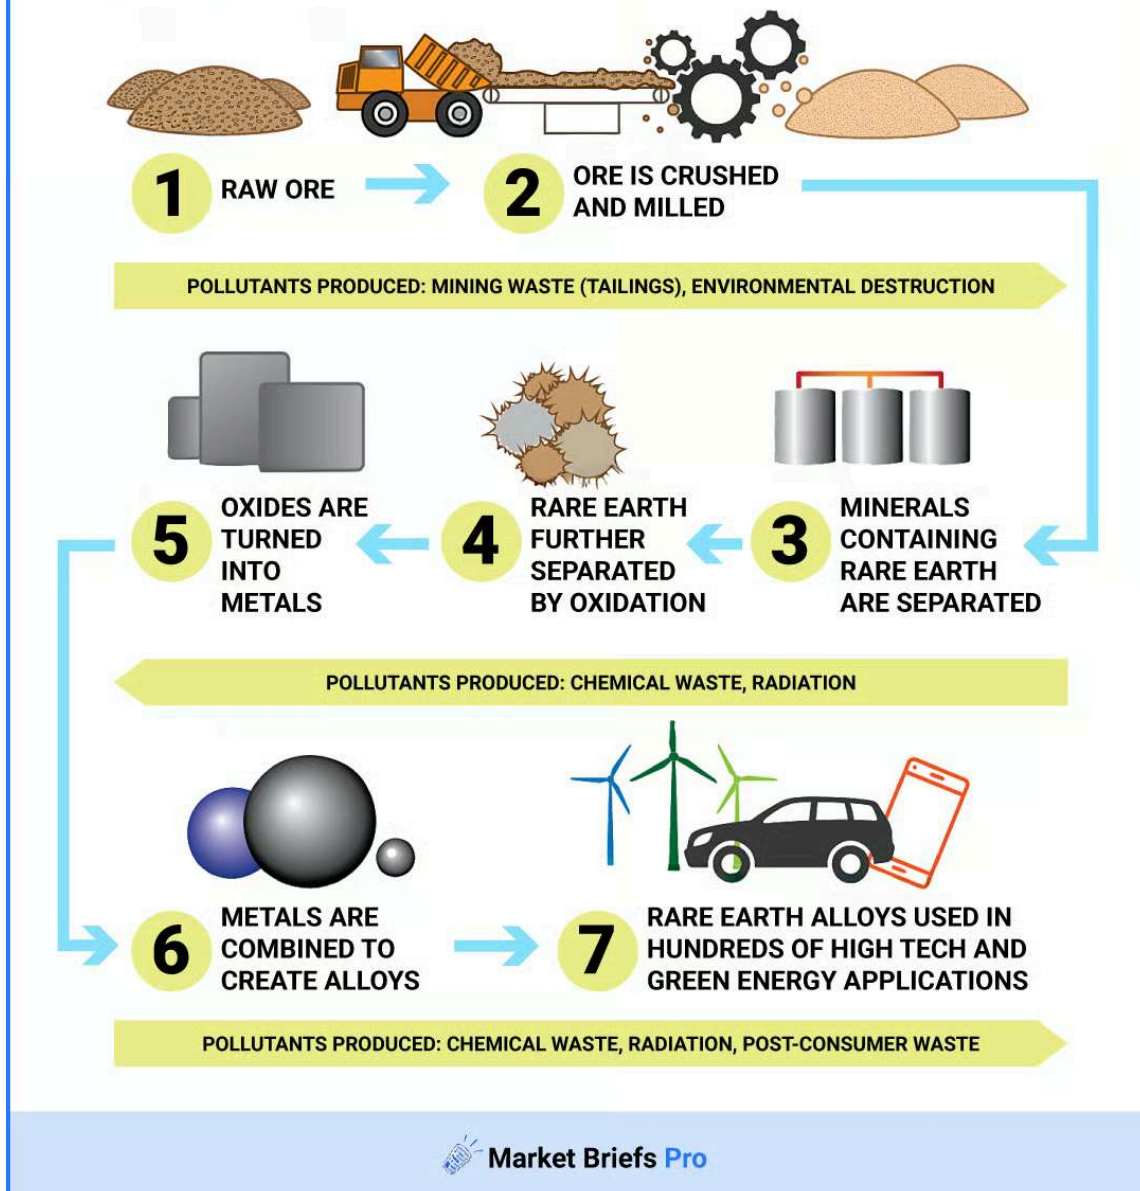 1
RAW ORE
2
ORE IS CRUSHED
AND MILLED
POLLUTANTS PRODUCED: MINING WASTE (TAILINGS), ENVIRONMENTAL DESTRUCTION
3
MINERALS
CONTAINING
RARE EARTH
ARE SEPARATED
4
RARE EARTH
FURTHER
SEPARATED
BY OXIDATION
5
OXIDES ARE
TURNED
INTO
METALS
POLLUTANTS PRODUCED: CHEMICAL WASTE, RADIATION
6
METALS ARE
COMBINED TO
CREATE ALLOYS
7
RARE EARTH ALLOYS USED IN
HUNDREDS OF HIGH TECH AND
GREEN ENERGY APPLICATIONS
POLLUTANTS PRODUCED: CHEMICAL WASTE, RADIATION, POST-CONSUMER WASTE
Market Briefs Pro